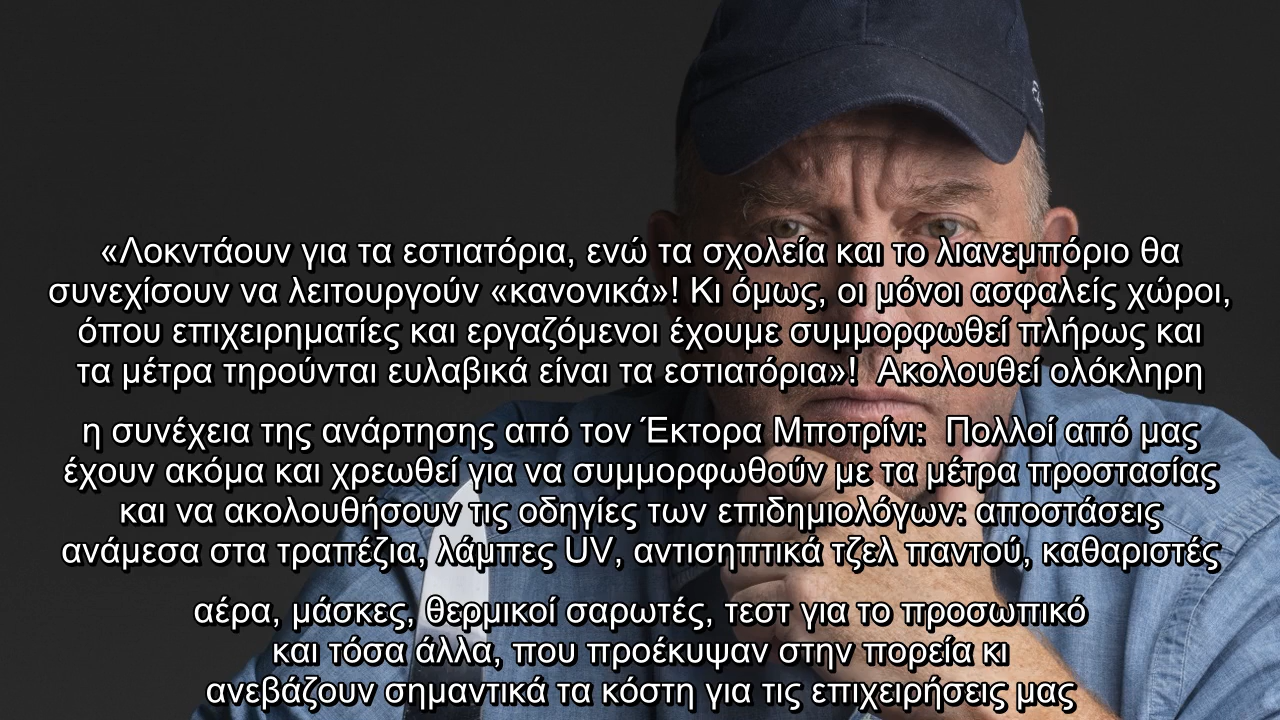 «Λοκντάουν για τα εστιατόρια, ενώ τα σχολεία και το λιανεμπόριο θα
συνεχίσουν να λειτουργούν «κανονικά»! Κι όμως, οι μόνοι ασφαλείς χώροι,
όπου επιχειρηματίες και εργαζόμενοι έχουμε συμμορφωθεί πλήρως και
τα μέτρα τηρούνται ευλαβικά είναι τα εστιατόρια»!  Ακολουθεί ολόκληρη
η συνέχεια της ανάρτησης από τον Έκτορα Μποτρίνι:  Πολλοί από μας
έχουν ακόμα και χρεωθεί για να συμμορφωθούν με τα μέτρα προστασίας
και να ακολουθήσουν τις οδηγίες των επιδημιολόγων: αποστάσεις
ανάμεσα στα τραπέζια, λάμπες UV, αντισηπτικά τζελ παντού, καθαριστές
αέρα, μάσκες, θερμικοί σαρωτές, τεστ για το προσωπικό
και τόσα άλλα, που προέκυψαν στην πορεία κι
ανεβάζουν σημαντικά τα κόστη για τις επιχειρήσεις μας